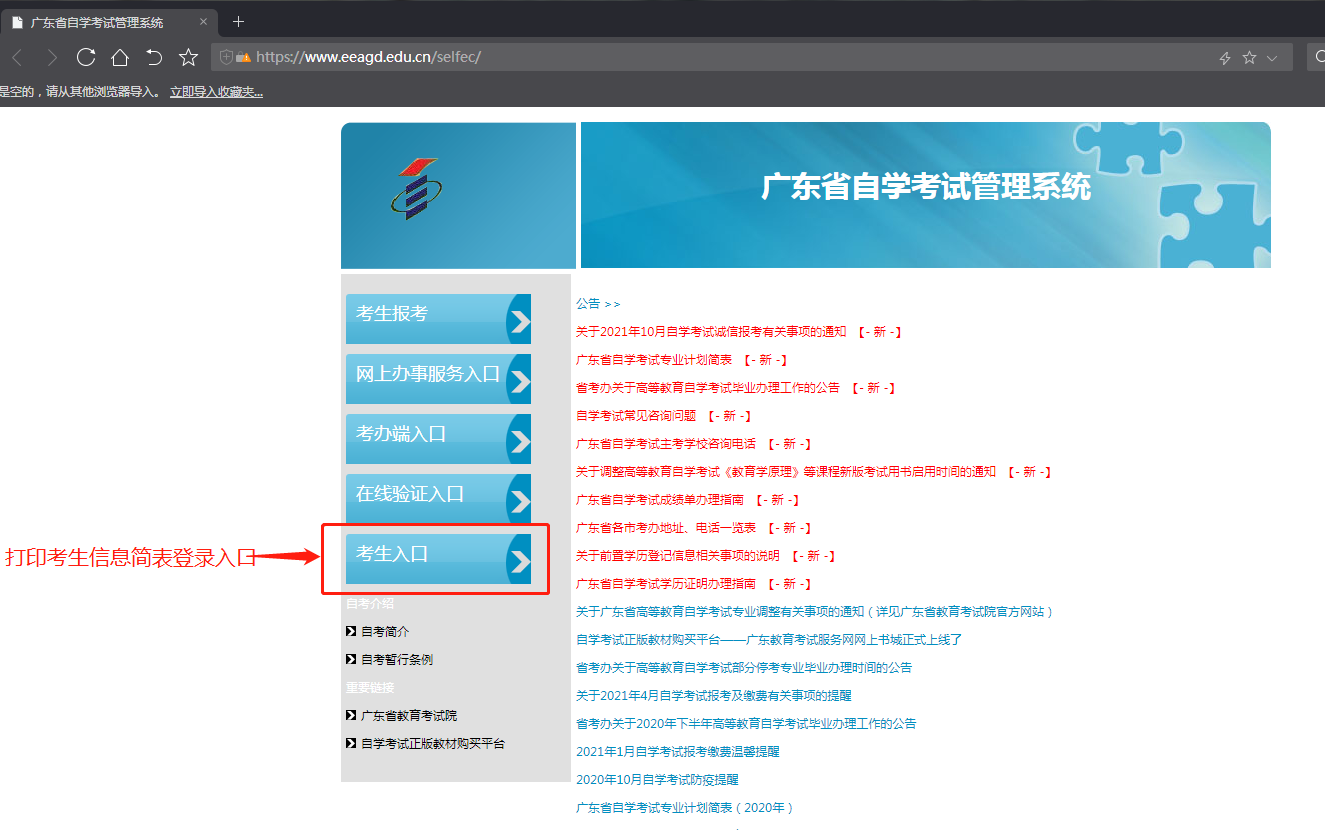 广东省自学考试管理系统
https://www.eeagd.edu.cn/selfec/
是空的，请从其他浏览器导入。 立即导入收藏夹...
广东省自学考试管理系统
考生报考
网上办事服务入口
考办端入口
在线验证入口
考生入口
打印考生信息简表登录入口
自考介绍
自考简介
自考暂行条例
重要链接
广东省教育考试院
自学考试正版教材购买平台
公告 >>
关于2021年10月自学考试诚信报考有关事项的通知 【- 新 -】
广东省自学考试专业计划简表 【- 新 -】
省考办关于高等教育自学考试毕业办理工作的公告 【- 新 -】
自学考试常见咨询问题 【- 新 -】
广东省自学考试主考学校咨询电话 【- 新 -】
关于调整高等教育自学考试《教育学原理》等课程新版考试用书启用时间的通知 【- 新 -】
广东省自学考试成绩单办理指南 【- 新 -】
广东省各市考办地址、电话一览表 【- 新 -】
关于前置学历登记信息相关事项的说明 【- 新 -】
广东省自学考试学历证明办理指南 【- 新 -】
关于广东省高等教育自学考试专业调整有关事项的通知（详见广东省教育考试院官方网站）
自学考试正版教材购买平台——广东教育考试服务网网上书城正式上线了
省考办关于高等教育自学考试部分停考专业毕业办理时间的公告
关于2021年4月自学考试报考及缴费有关事项的提醒
省考办关于2020年下半年高等教育自学考试毕业办理工作的公告
2021年1月自学考试报考缴费温馨提醒
2020年10月自学考试防疫提醒
广东省自学考试专业计划简表（2020年）